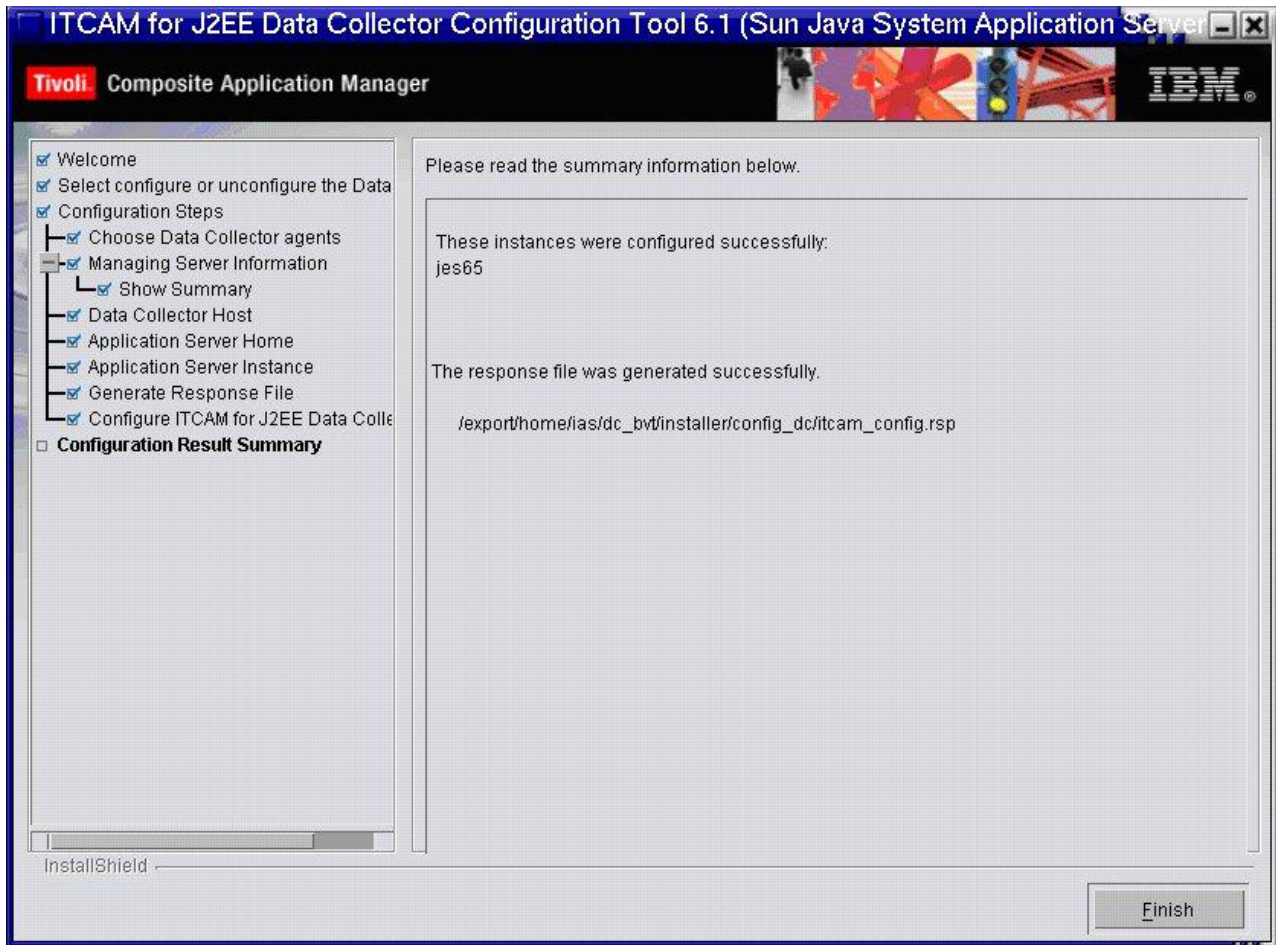 ITCAM for J2EE Data Collector Configuration Tool 6.1 (Sun Java System Application Server
Tivoli. Composite Application Manager
IBM®
Welcome
Select configure or unconfigure the Data
Configuration Steps
Choose Data Collector agents
Managing Server Information
Show Summary
Data Collector Host
Application Server Home
Application Server Instance
Generate Response File
Configure ITCAM for J2EE Data Colle
Configuration Result Summary
Please read the summary information below.
These instances were configured successfully:
jes65
The response file was generated successfully.
/export/home/ias/dc_bvt/installer/config_dc/itcam_config.rsp
InstallShield
Finish